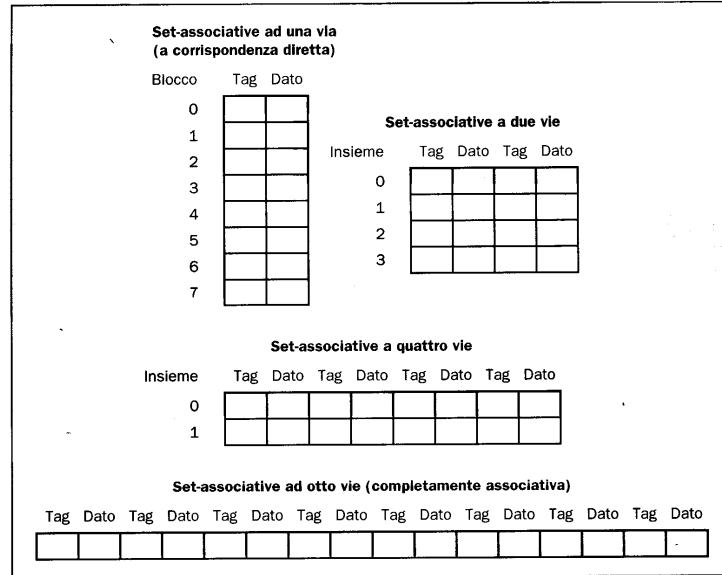 Set-associative ad una via
(a corrispondenza diretta)
Blocco Tag Dato
0
1
2
3
4
5
6
7
Set-associative a due vie
Insieme Tag Dato Tag Dato
0
1
2
3
Set-associative a quattro vie
Insieme Tag Dato Tag Dato Tag Dato Tag Dato
0
1
Set-associative ad otto vie (completamente associativa)
Tag Dato Tag Dato Tag Dato Tag Dato Tag Dato Tag Dato Tag Dato Tag Dato